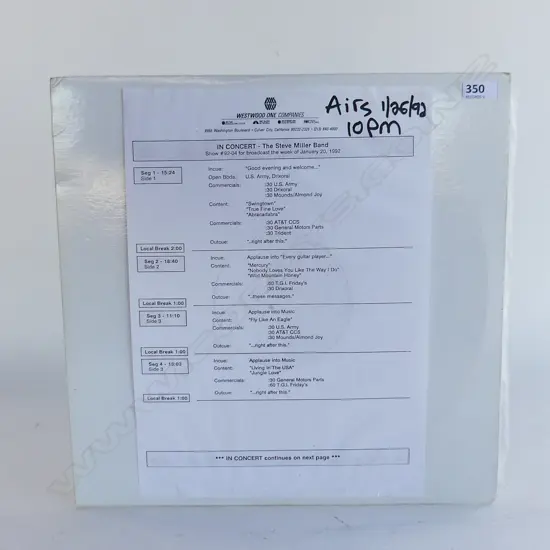 350
Airs 1/26/92
10pm
WESTWOOD ONE COMPANIES
IN CONCERT - The Steve Miller Band
Show #92-04 for broadcast the week of January 20, 1992
Seg 1 - 15:24
Side 1
Incue: "Good evening and welcome..."
Open Bbds: U.S. Army, Drixoral
Commercials: :30 U.S. Army
:30 Drixoral
:30 Mounds/Almond Joy
Content: "Swingtown"
"True Fine Love"
"Abracadabra"
Commercials: :30 AT&T CCS
:30 General Motors Parts
:30 Trident
Outcue: "...right after this."
Local Break 2:00
Seg 2 - 18:40
Side 2
Incue: Applause into "Every guitar player..."
Content: "Mercury"
"Nobody Loves You Like The Way I Do"
"Wild Mountain Honey"
Commercials: :60 T.G.I. Friday's
:30 Drixoral
Outcue: "...these messages."
Local Break 1:00
Seg 3 - 11:10
Side 3
Incue: Applause into Music
Content: "Fly Like An Eagle"
Commercials: :30 U.S. Army
:30 AT&T CCS
:30 Mounds/Almond Joy
Outcue: "...right after this."
Local Break 1:00
Seg 4 - 10:03
Side 3
Incue: Applause into Music
Content: "Living In The USA"
"Jungle Love"
Commercials: :30 General Motors Parts
:60 T.G.I. Friday's
Outcue: "...right after this."
Local Break 1:00
*** IN CONCERT continues on next page ***